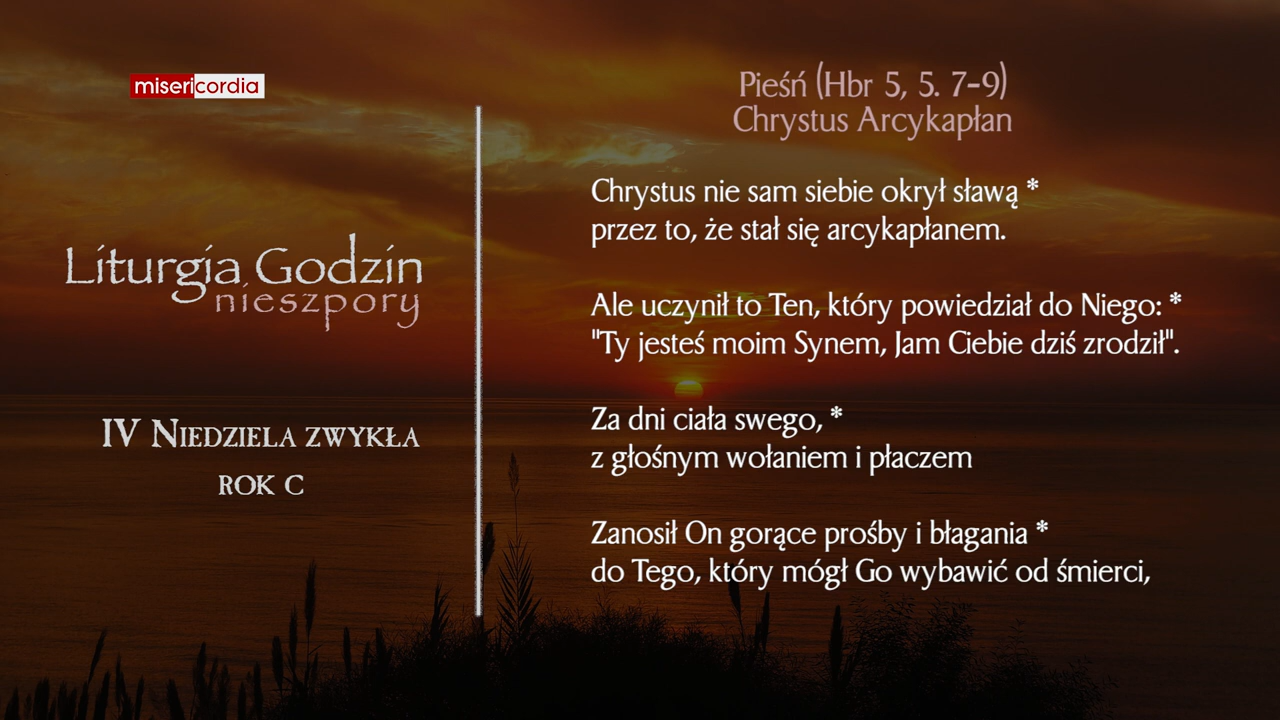 misericordia
Liturgia Godzin
nieszpory
IV Niedziela zwykła
rok C
Pieśń (Hbr 5, 5. 7-9)
Chrystus Arcykapłan
Chrystus nie sam siebie okrył sławą *
przez to, że stał się arcykapłanem.
Ale uczynił to Ten, który powiedział do Niego: *
"Ty jesteś moim Synem, Jam Ciebie dziś zrodził".
Za dni ciała swego, *
z głośnym wołaniem i płaczem
Zanosił On gorące prośby i błagania *
do Tego, który mógł Go wybawić od śmierci,